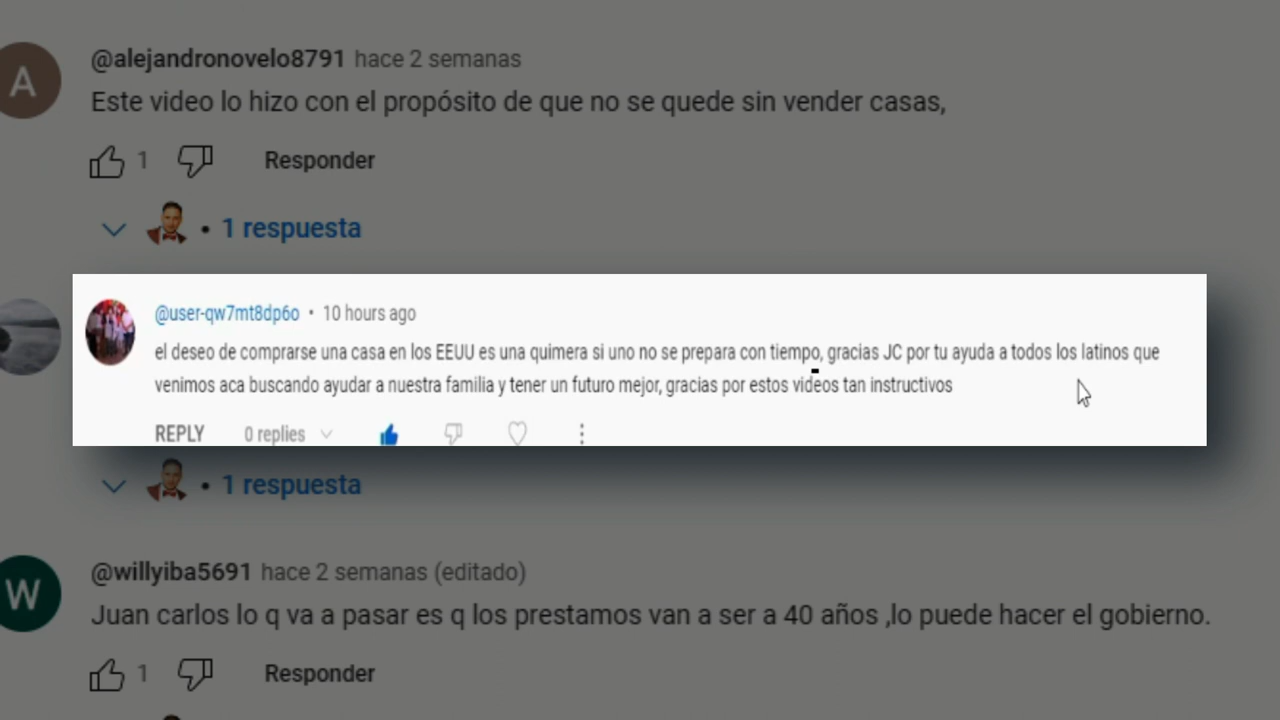 A
@alejandronovelo8791 hace 2 semanas
Este video lo hizo con el propósito de que no se quede sin vender casas,
1 Responder
• 1 respuesta
@user-qw7mt8dp6o • 10 hours ago
el deseo de comprarse una casa en los EEUU es una quimera si uno no se prepara con tiempo, gracias JC por tu ayuda a todos los latinos que
venimos aca buscando ayudar a nuestra familia y tener un futuro mejor, gracias por estos videos tan instructivos
REPLY 0 replies
• 1 respuesta
W
@willyiba5691 hace 2 semanas (editado)
Juan carlos lo q va a pasar es q los prestamos van a ser a 40 años ,lo puede hacer el gobierno.
1 Responder